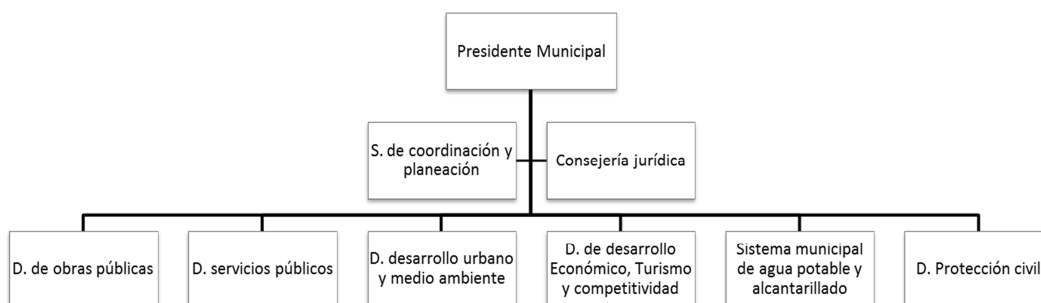 Presidente Municipal
S. de coordinación y
planeación
Consejería jurídica
D. de obras públicas
D. servicios públicos
D. desarrollo urbano
y medio ambiente
D. de desarrollo
Económico, Turismo
y competitividad
Sistema municipal
de agua potable y
alcantarillado
D. Protección civil